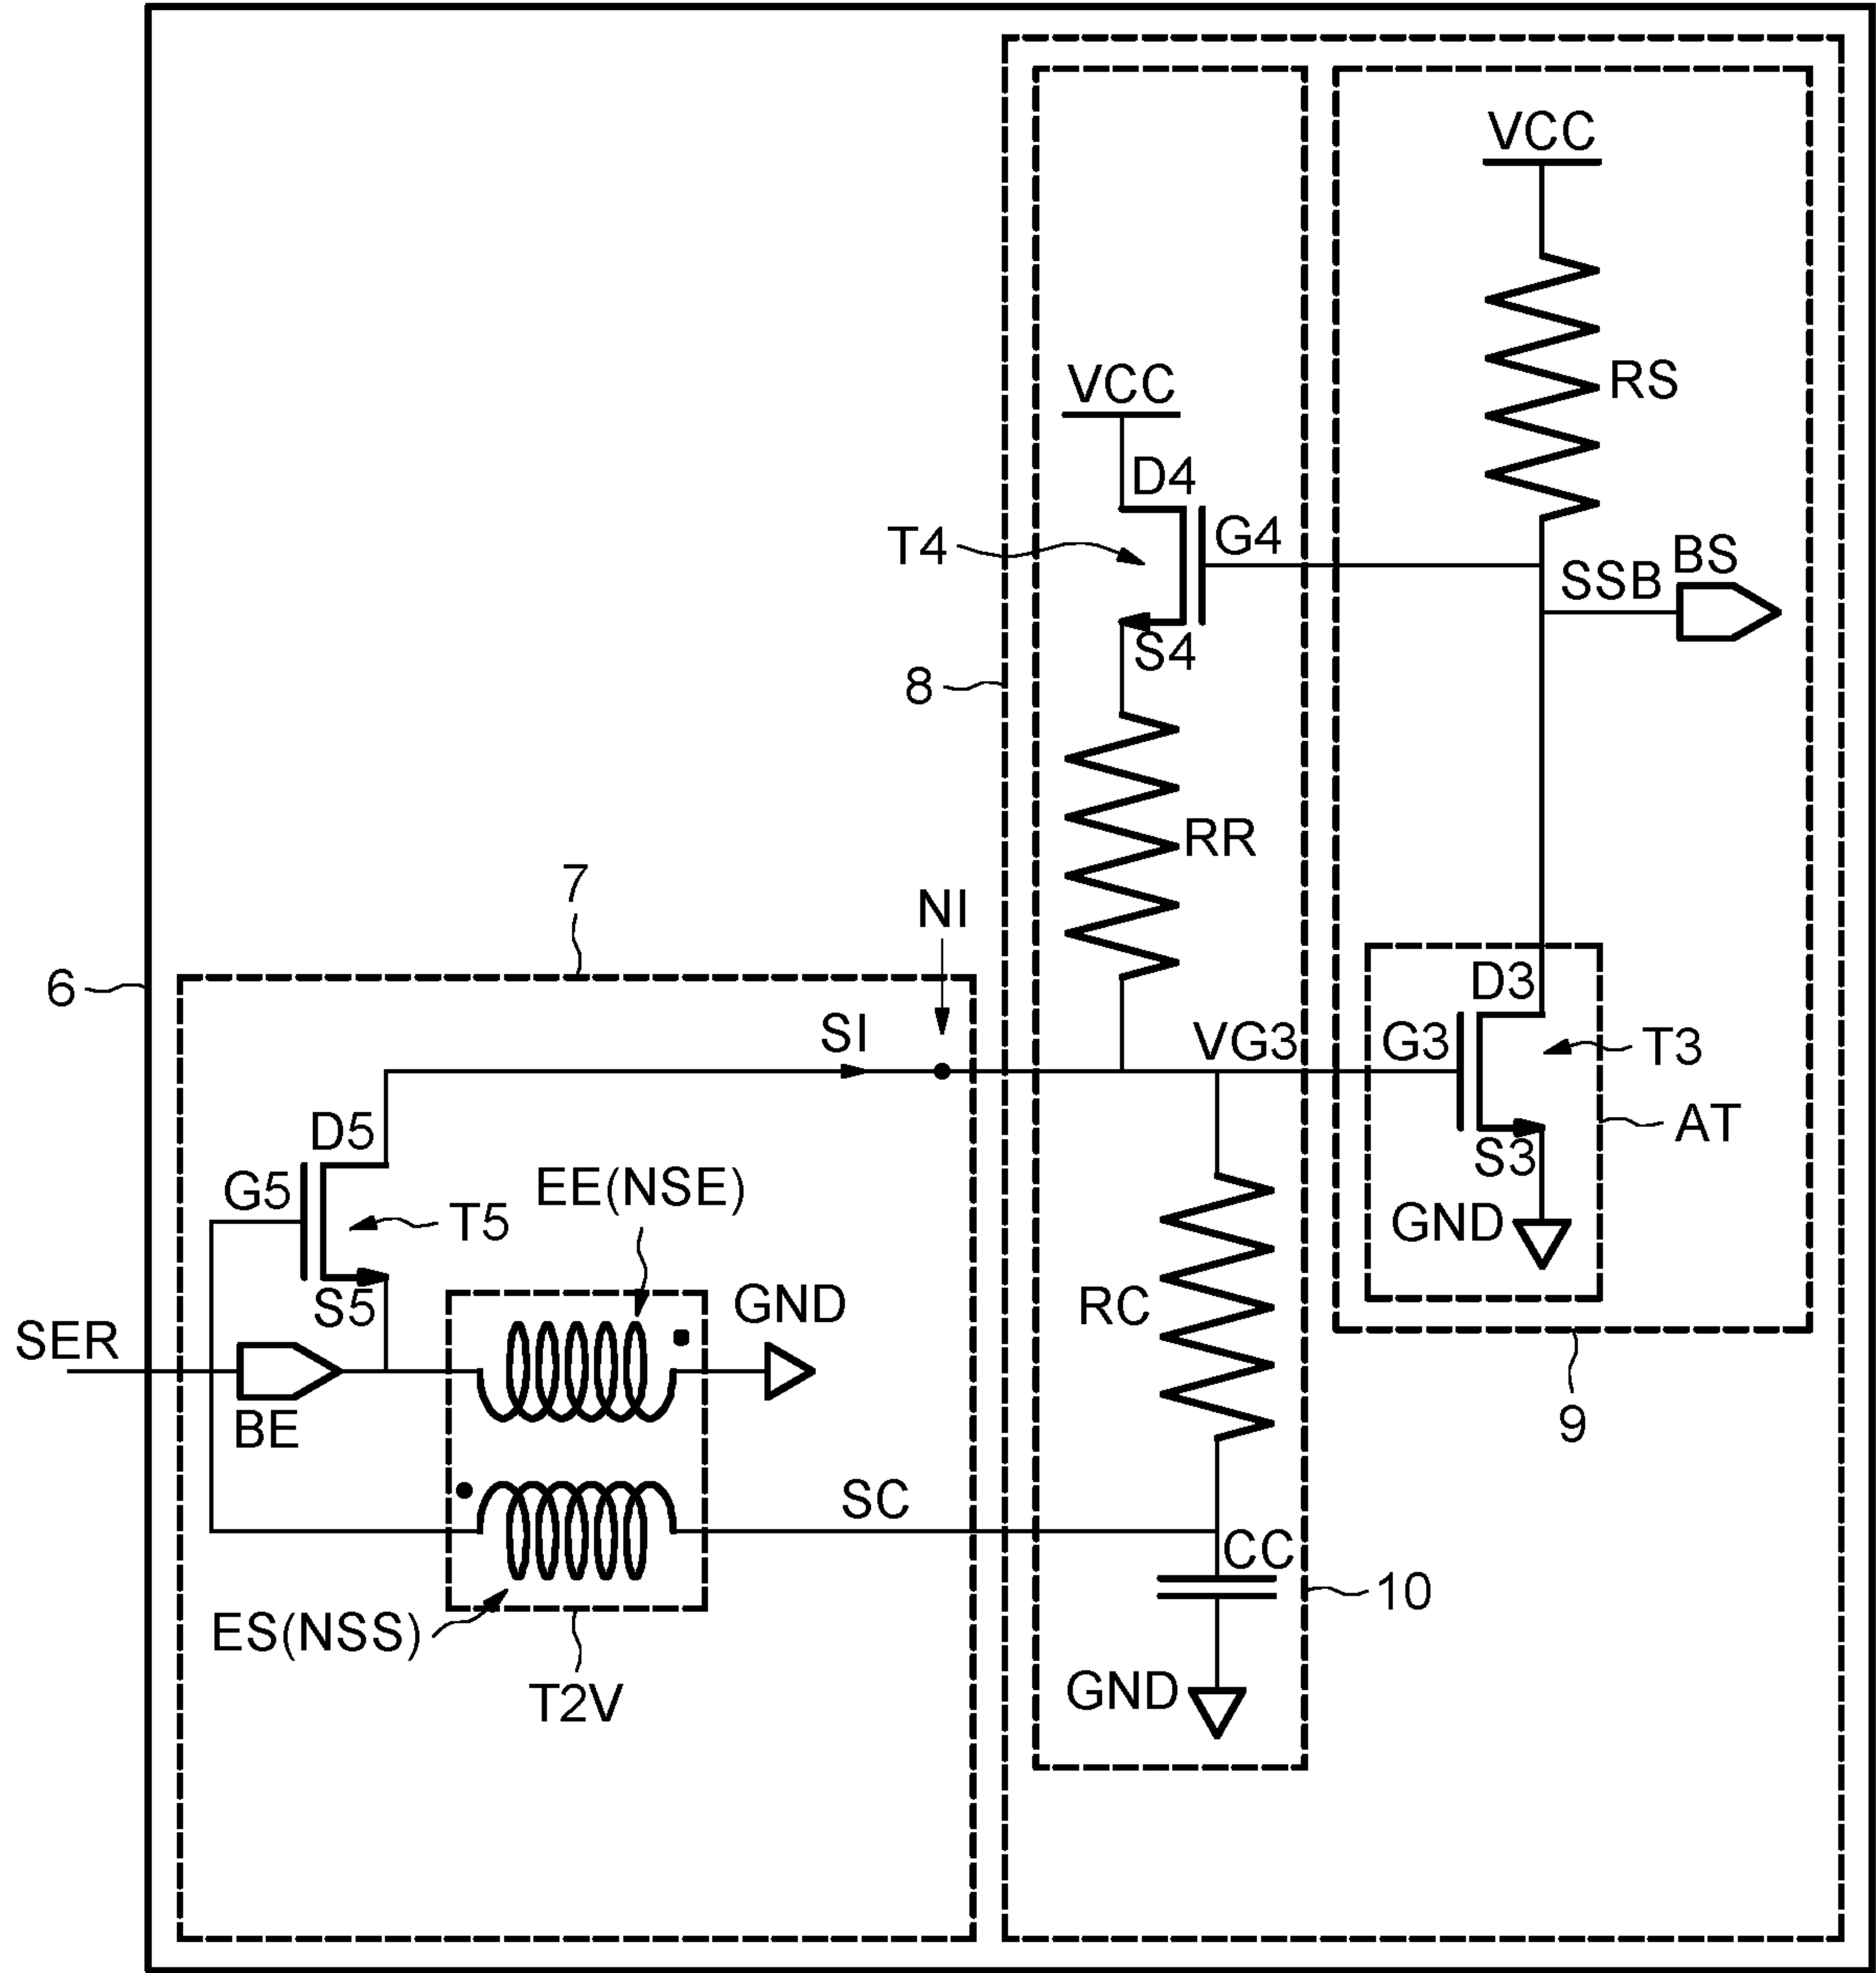 VCC
VCC
RS
D4
T4
G4
BS
SSB
S4
8
RR
7
NI
6
D3
SI
VG3
G3
T3
D5
AT
S3
EE(NSE)
G5
T5
GND
S5
GND
RC
SER
BE
9
SC
CC
10
ES(NSS)
GND
T2V